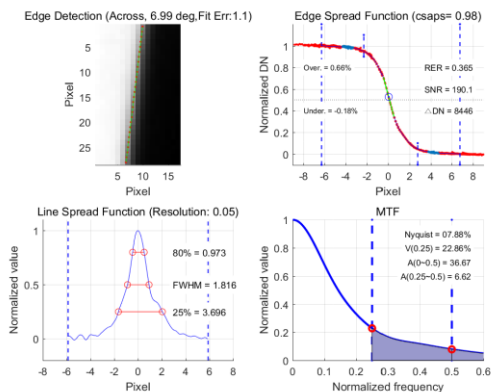 Edge Detection (Across, 6.99 deg,Fit Err:1.1)
0
5
10
15
20
25
Pixel
5 10 15
Pixel
Edge Spread Function (csaps= 0.98)
1
0.8
0.6
0.4
0.2
0
Normalized DN
Over. = 0.66%
RER = 0.365
SNR = 190.1
Under. = -0.18%
△DN = 8446
-8 -6 -4 -2 0 2 4 6 8
Pixel
Line Spread Function (Resolution: 0.05)
1
0.5
0
Normalized value
80% = 0.973
FWHM = 1.816
25% = 3.696
-8 -6 -4 -2 0 2 4 6 8
Pixel
MTF
1
0.8
0.6
0.4
0.2
0
Normalized value
Nyquist = 07.88%
V(0.25) = 22.86%
A(0~0.5) = 36.67
A(0.25~0.5) = 6.62
0 0.1 0.2 0.3 0.4 0.5 0.6
Normalized frequency